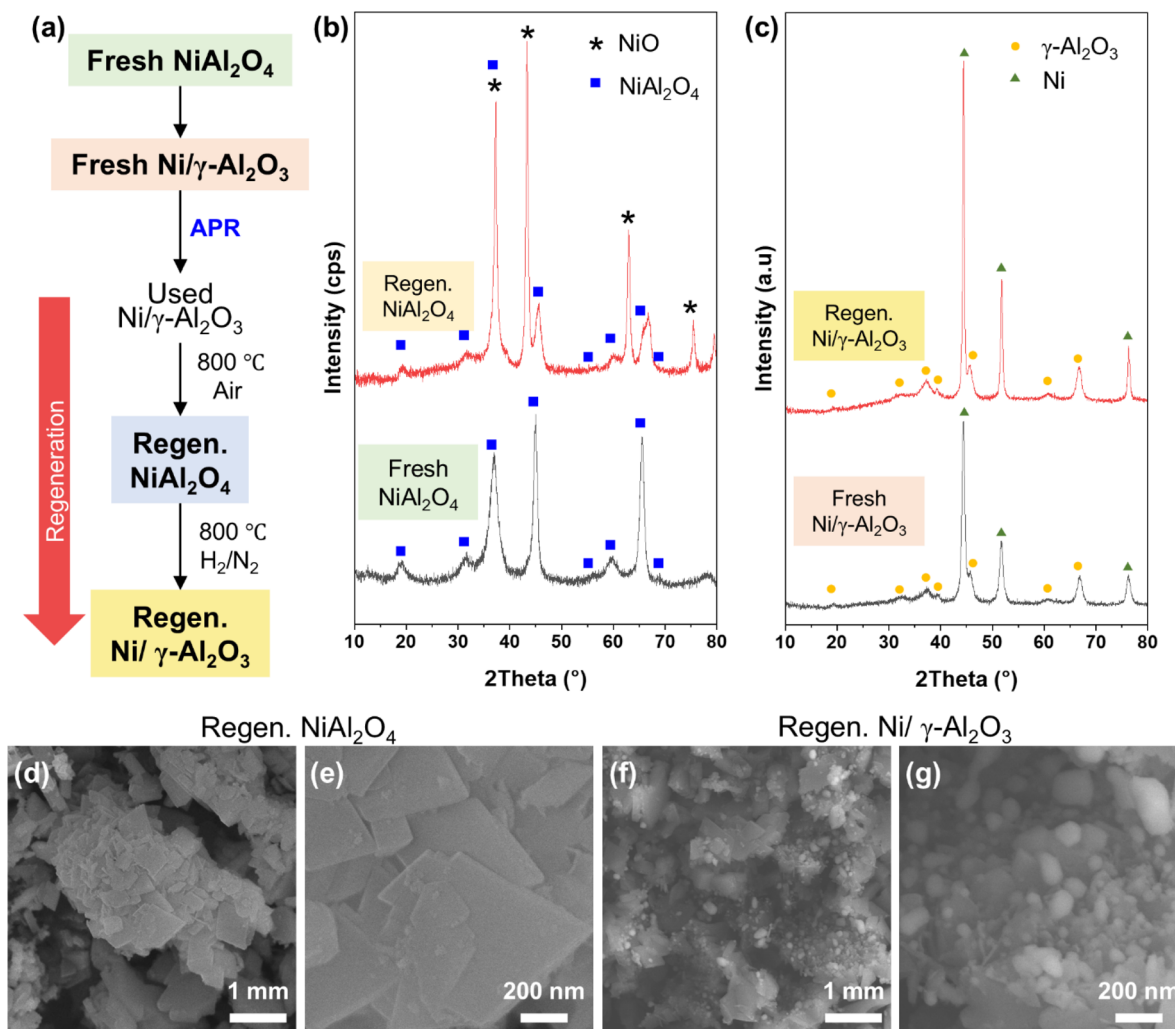 (a)
Fresh NiAl₂O₄
Fresh Ni/γ-Al₂O₃
APR
Used
Ni/γ-Al₂O₃
800 ℃
Air
Regen.
NiAl₂O₄
800 ℃
H₂/N₂
Regen.
Ni/ γ-Al₂O₃
Regeneration
(b)
* NiO
NiAl₂O₄
Regen.
NiAl₂O₄
Fresh
NiAl₂O₄
Intensity (cps)
10 20 30 40 50 60 70 80
2Theta (°)
(c)
γ-Al₂O₃
Ni
Regen.
Ni/γ-Al₂O₃
Fresh
Ni/γ-Al₂O₃
Intensity (a.u)
10 20 30 40 50 60 70 80
2Theta (°)
Regen. NiAl₂O₄
Regen. Ni/ γ-Al₂O₃
(d)
1 mm
(e)
200 nm
(f)
1 mm
(g)
200 nm